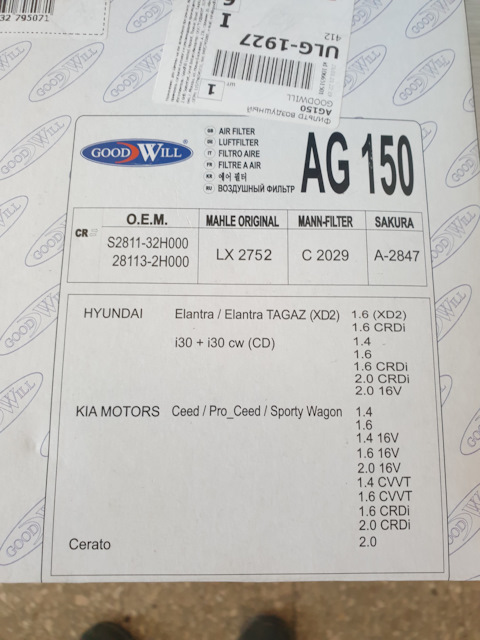 32 795071
ULG-1927
412
1
шт
Фильтр воздушный
AG150
GOODWILL
GOOD WILL
AIR FILTER
LUFTFILTER
FILTRO AIRE
FILTRE A AIR
에어 필터
ВОЗДУШНЫЙ ФИЛЬТР
AG 150
CR
O.E.M. MAHLE ORIGINAL MANN-FILTER SAKURA
S2811-32H000
28113-2H000 LX 2752 C 2029 A-2847
HYUNDAI Elantra / Elantra TAGAZ (XD2) 1.6 (XD2)
1.6 CRDi
i30 + i30 cw (CD) 1.4
1.6
1.6 CRDi
2.0 CRDi
2.0 16V
KIA MOTORS Ceed / Pro_Ceed / Sporty Wagon 1.4
1.6
1.4 16V
1.6 16V
2.0 16V
1.4 CVVT
1.6 CVVT
1.6 CRDi
2.0 CRDi
Cerato 2.0